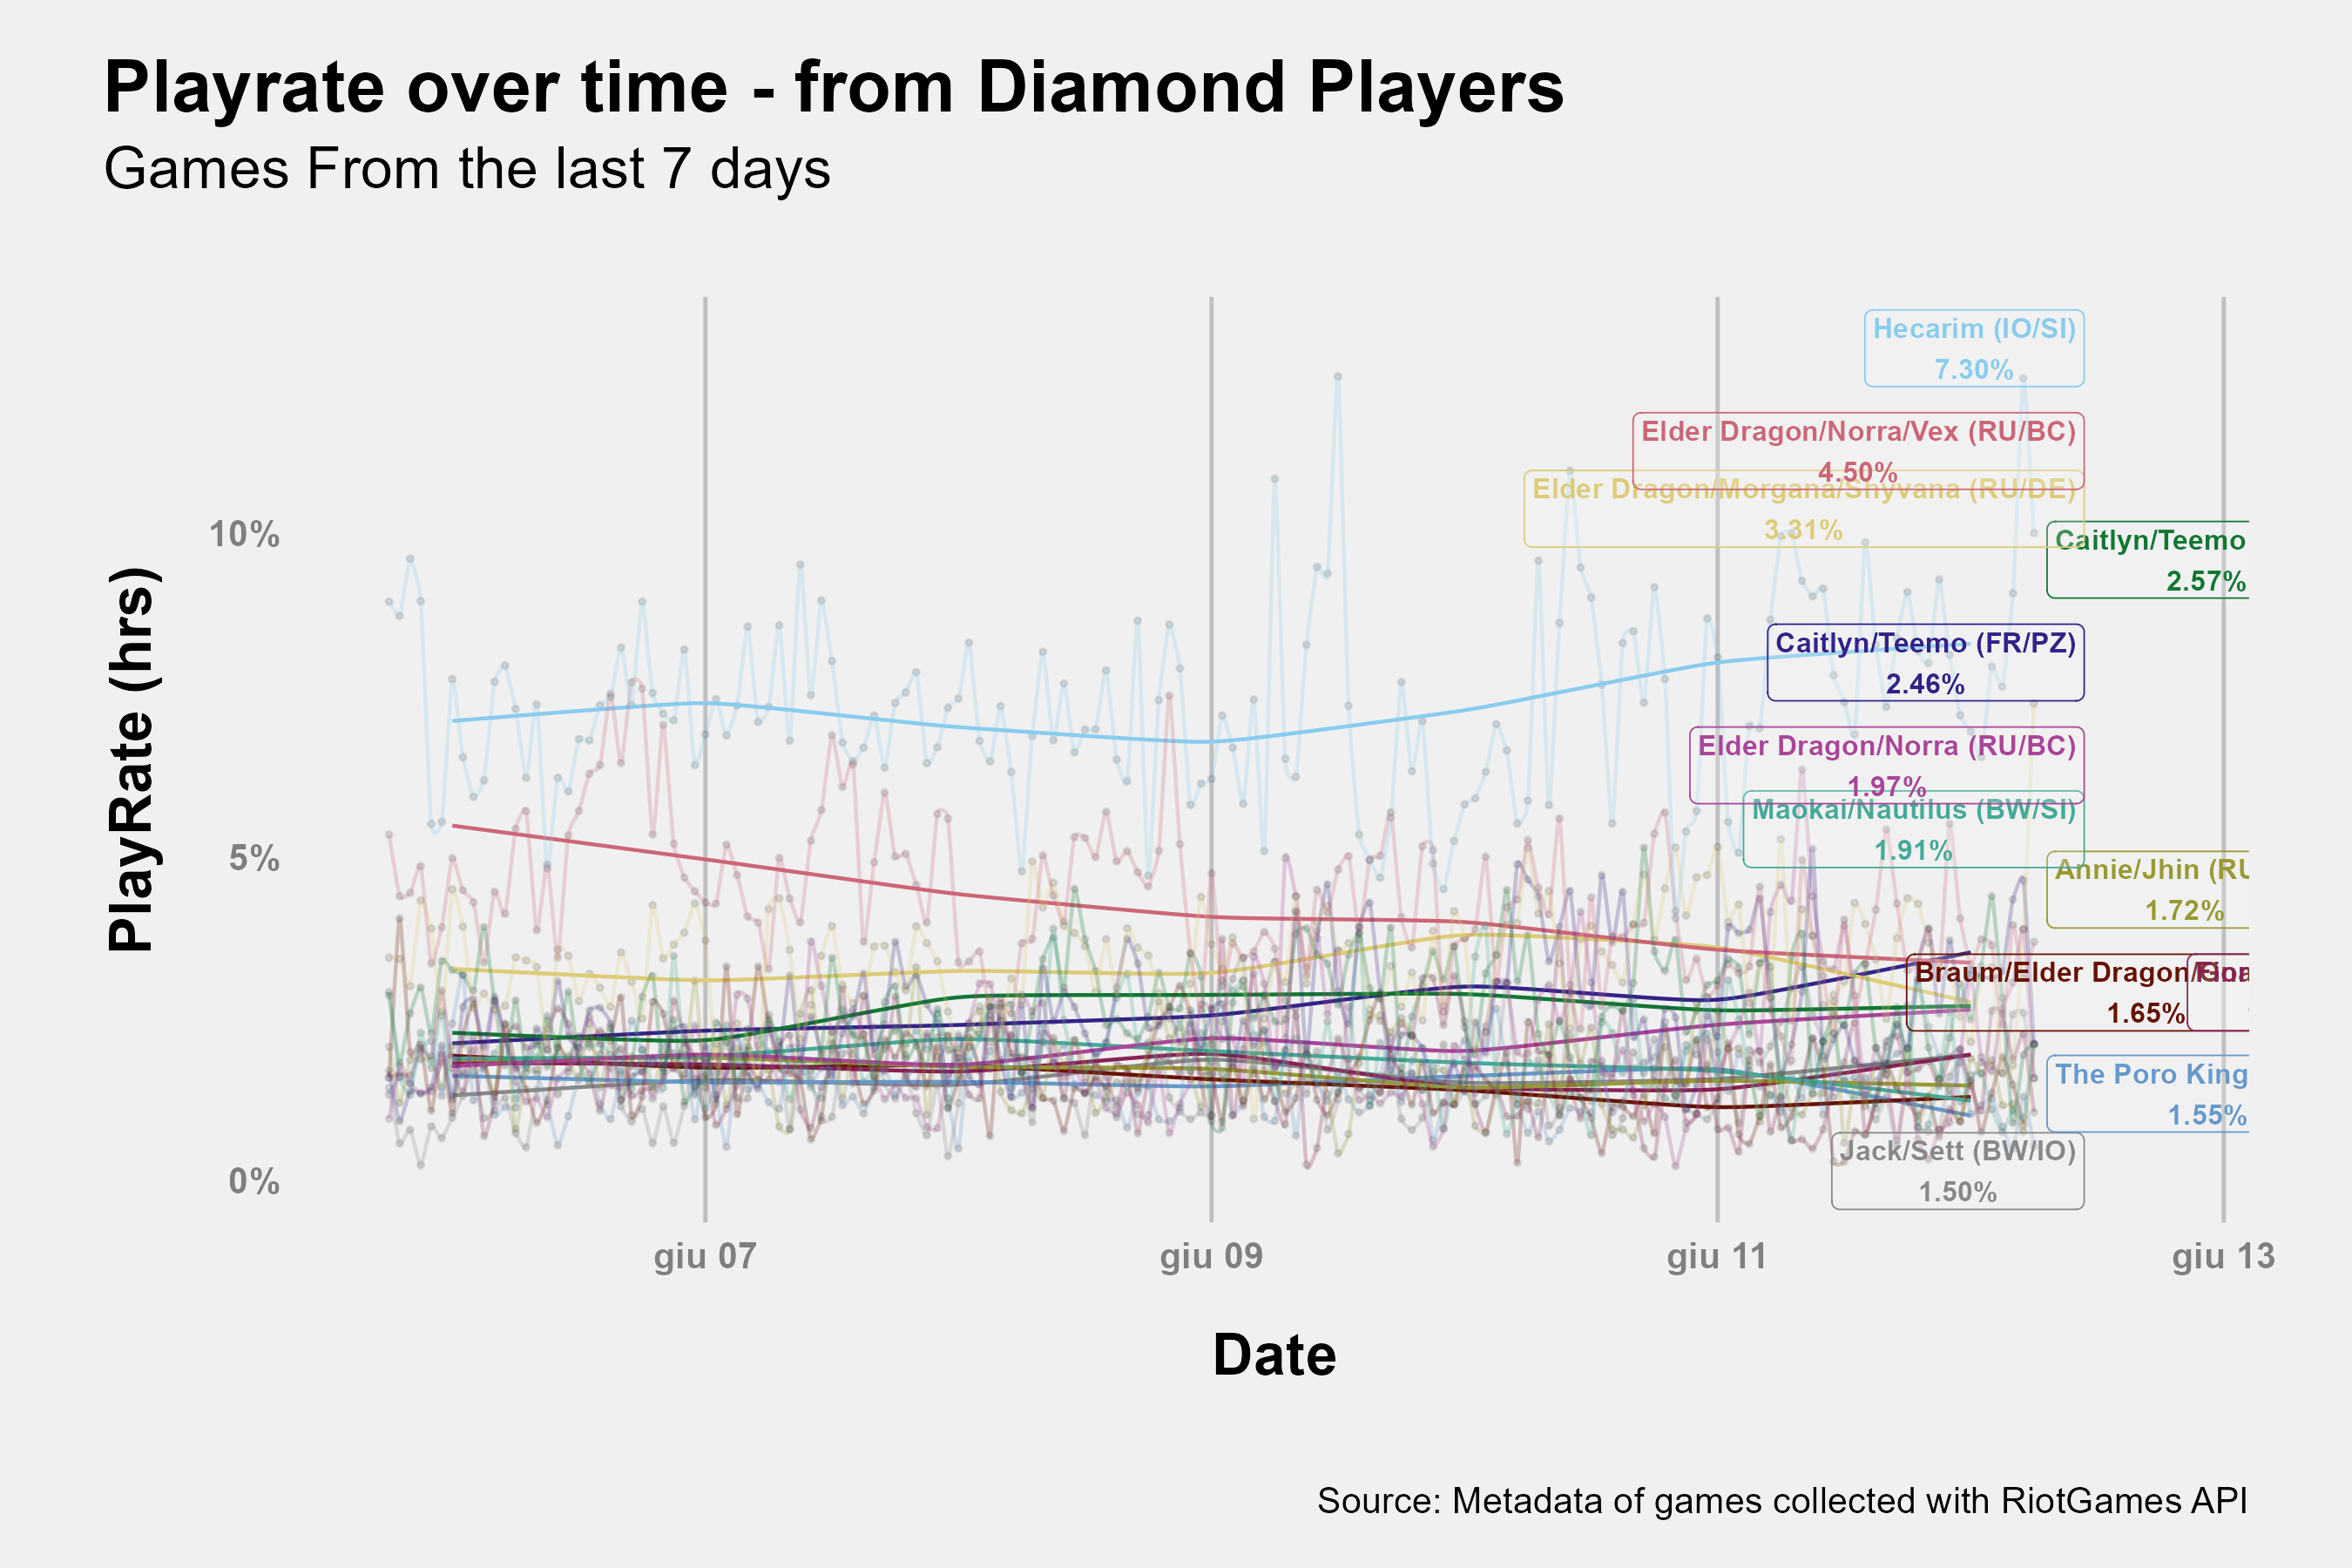 Playrate over time - from Diamond Players
Games From the last 7 days
Hecarim (IO/SI)
7.30%
Elder Dragon/Norra/Vex (RU/BC)
4.50%
Elder Dragon/Morgana/Shyvana (RU/DE)
3.31%
Caitlyn/Teemo
2.57%
Caitlyn/Teemo (FR/PZ)
2.46%
Elder Dragon/Norra (RU/BC)
1.97%
Maokai/Nautilus (BW/SI)
1.91%
Annie/Jhin (RU
1.72%
Braum/Elder Dragon/
1.65%
The Poro King
1.55%
Jack/Sett (BW/IO)
1.50%
PlayRate (hrs)
10%
5%
0%
giu 07
giu 09
giu 11
giu 13
Date
Source: Metadata of games collected with RiotGames API